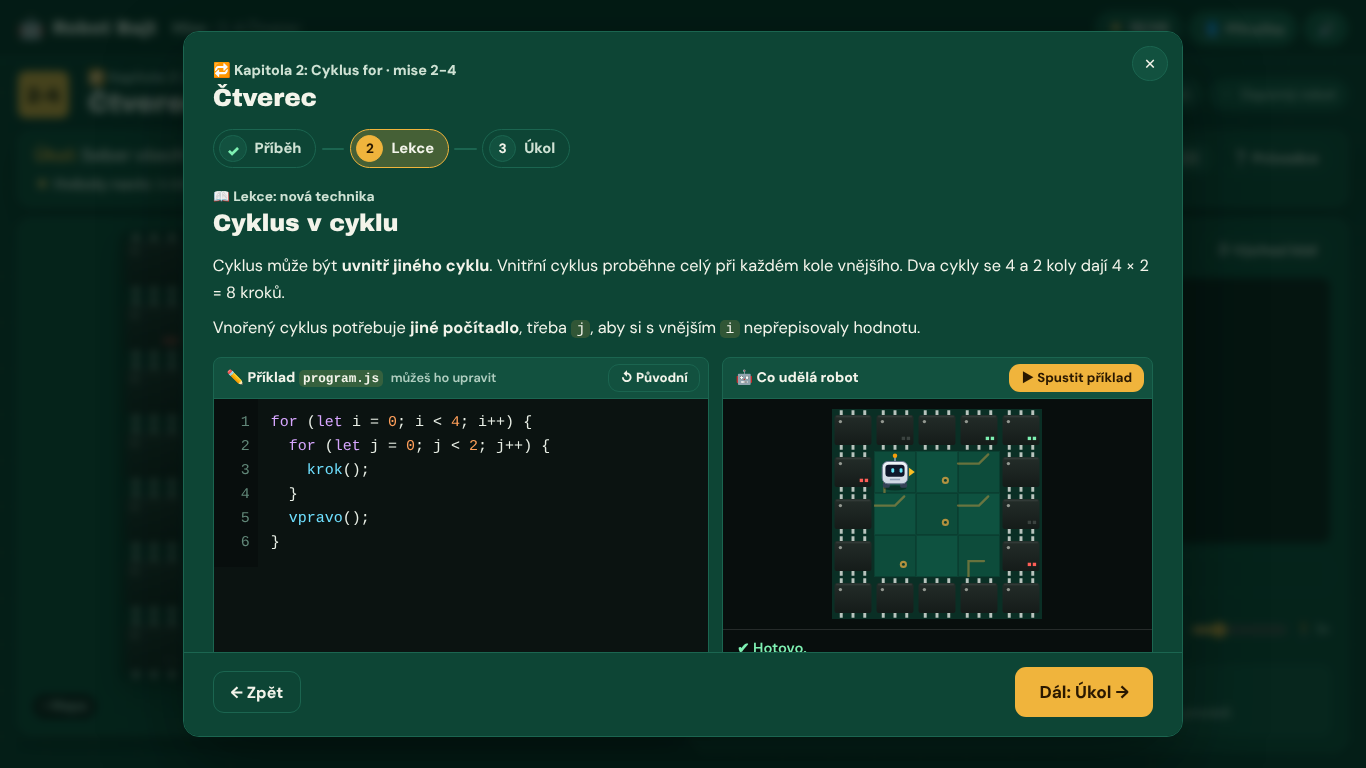 Kapitola 2: Cyklus for · mise 2-4
Čtverec
Příběh
2 Lekce
3 Úkol
Lekce: nová technika
Cyklus v cyklu
Cyklus může být uvnitř jiného cyklu. Vnitřní cyklus proběhne celý při každém kole vnějšího. Dva cykly se 4 a 2 koly dají 4 × 2
= 8 kroků.
Vnořený cyklus potřebuje jiné počítadlo, třeba j, aby si s vnějším i nepřepisovaly hodnotu.
Příklad program.js můžeš ho upravit
↺ Původní
1 for (let i = 0; i < 4; i++) {
2 for (let j = 0; j < 2; j++) {
3 krok();
4 }
5 vpravo();
6 }
Co udělá robot
▶ Spustit příklad
✔ Hotovo.
← Zpět
Dál: Úkol →